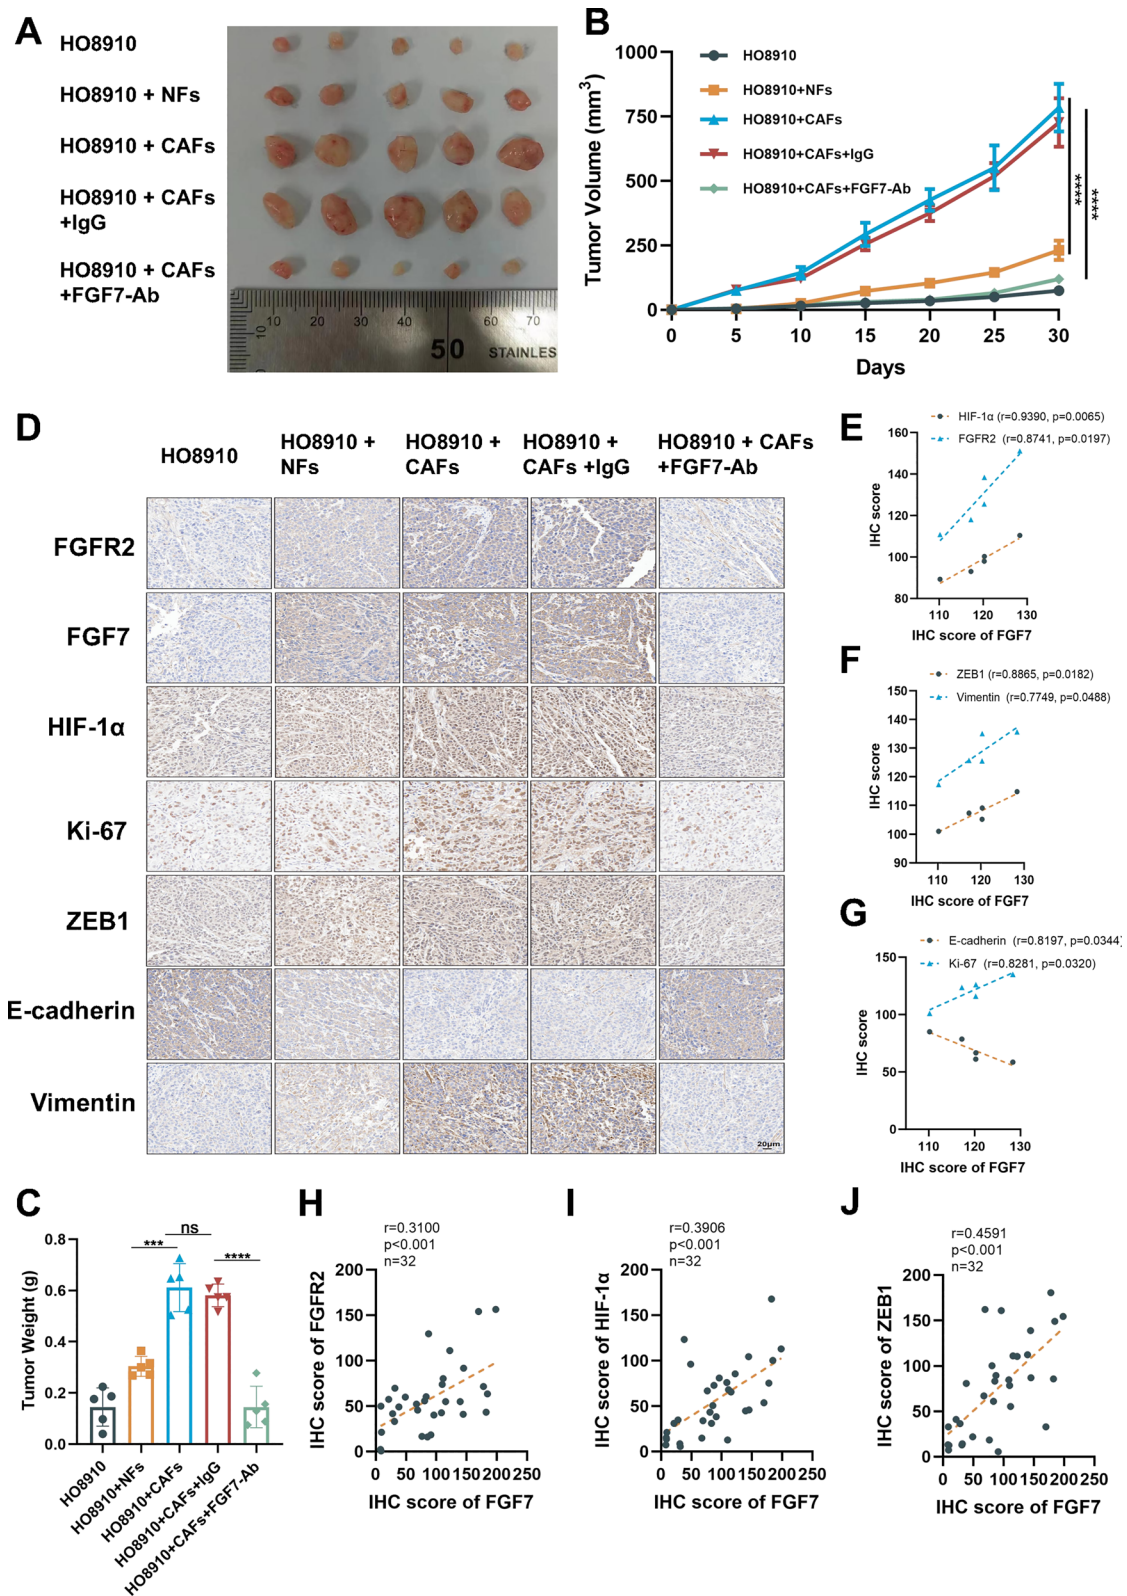 A
HO8910
HO8910 + NFs
HO8910 + CAFs
HO8910 + CAFs
+IgG
HO8910 + CAFs
+FGF7-Ab
10 20 30 40 50 60 70
10
50 STAINLES
B
Tumor Volume (mm³)
1000
750
500
250
0
0 5 10 15 20 25 30
Days
HO8910
HO8910+NFs
HO8910+CAFs
HO8910+CAFs+IgG
HO8910+CAFs+FGF7-Ab
****
****
D
HO8910
HO8910 +
NFs
HO8910 +
CAFs
HO8910 +
CAFs +IgG
HO8910 + CAFs
+FGF7-Ab
FGFR2
FGF7
HIF-1α
Ki-67
ZEB1
E-cadherin
Vimentin
20μm
E
HIF-1α (r=0.9390, p=0.0065)
FGFR2 (r=0.8741, p=0.0197)
IHC score
160
140
120
100
80
110 120 130
IHC score of FGF7
F
ZEB1 (r=0.8865, p=0.0182)
Vimentin (r=0.7749, p=0.0488)
IHC score
150
140
130
120
110
100
90
110 120 130
IHC score of FGF7
G
E-cadherin (r=0.8197, p=0.0344)
Ki-67 (r=0.8281, p=0.0320)
IHC score
150
100
50
0
110 120 130
IHC score of FGF7
C
Tumor Weight (g)
0.8
0.6
0.4
0.2
0.0
***
ns
****
HO8910
HO8910+NFs
HO8910+CAFs
HO8910+CAFs+IgG
HO8910+CAFs+FGF7-Ab
H
r=0.3100
p<0.001
n=32
IHC score of FGFR2
200
150
100
50
0
0 50 100 150 200 250
IHC score of FGF7
I
r=0.3906
p<0.001
n=32
IHC score of HIF-1α
200
150
100
50
0
0 50 100 150 200 250
IHC score of FGF7
J
r=0.4591
p<0.001
n=32
IHC score of ZEB1
200
150
100
50
0
0 50 100 150 200 250
IHC score of FGF7